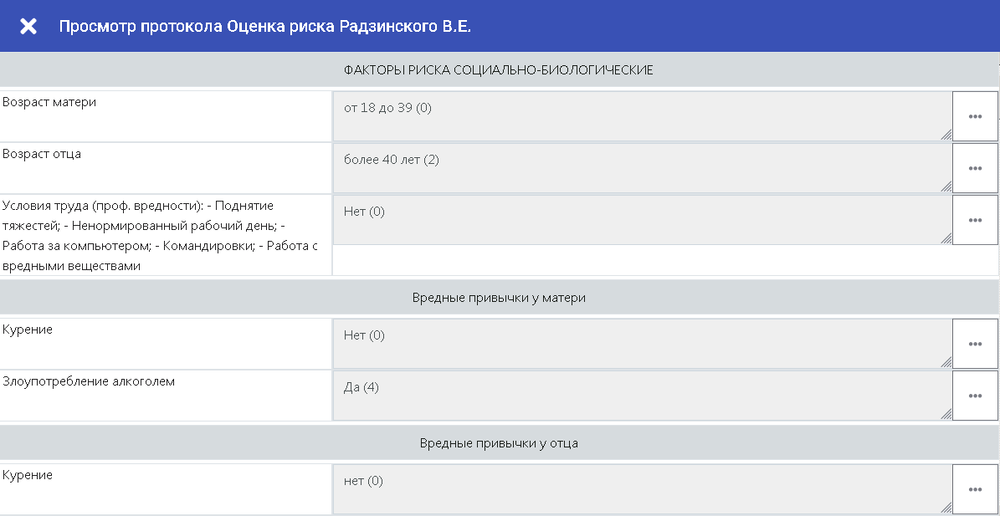 Просмотр протокола Оценка риска Радзинского В.Е.
ФАКТОРЫ РИСКА СОЦИАЛЬНО-БИОЛОГИЧЕСКИЕ
Возраст матери
от 18 до 39 (0)
Возраст отца
более 40 лет (2)
Условия труда (проф. вредности): - Поднятие
тяжестей; - Ненормированный рабочий день; -
Работа за компьютером; - Командировки; - Работа с
вредными веществами
Нет (0)
Вредные привычки у матери
Курение
Нет (0)
Злоупотребление алкоголем
Да (4)
Вредные привычки у отца
Курение
нет (0)